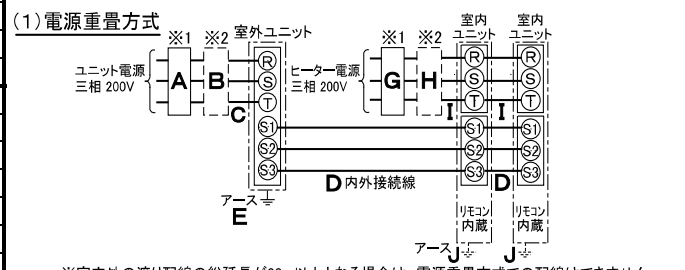 (1)電源重畳方式
※1 ※2 室外ユニット
ユニット電源
三相 200V
A B C
R
S
T
S1
S2
S3
アース
E
※1 ※2
ヒーター電源
三相 200V
G H
室内
ユニット
室内
ユニット
R R
S S
T T
I I
S1 S1
S2 S2
S3 S3
D内外接続線
D
リモコン
内蔵
リモコン
内蔵
アース J J